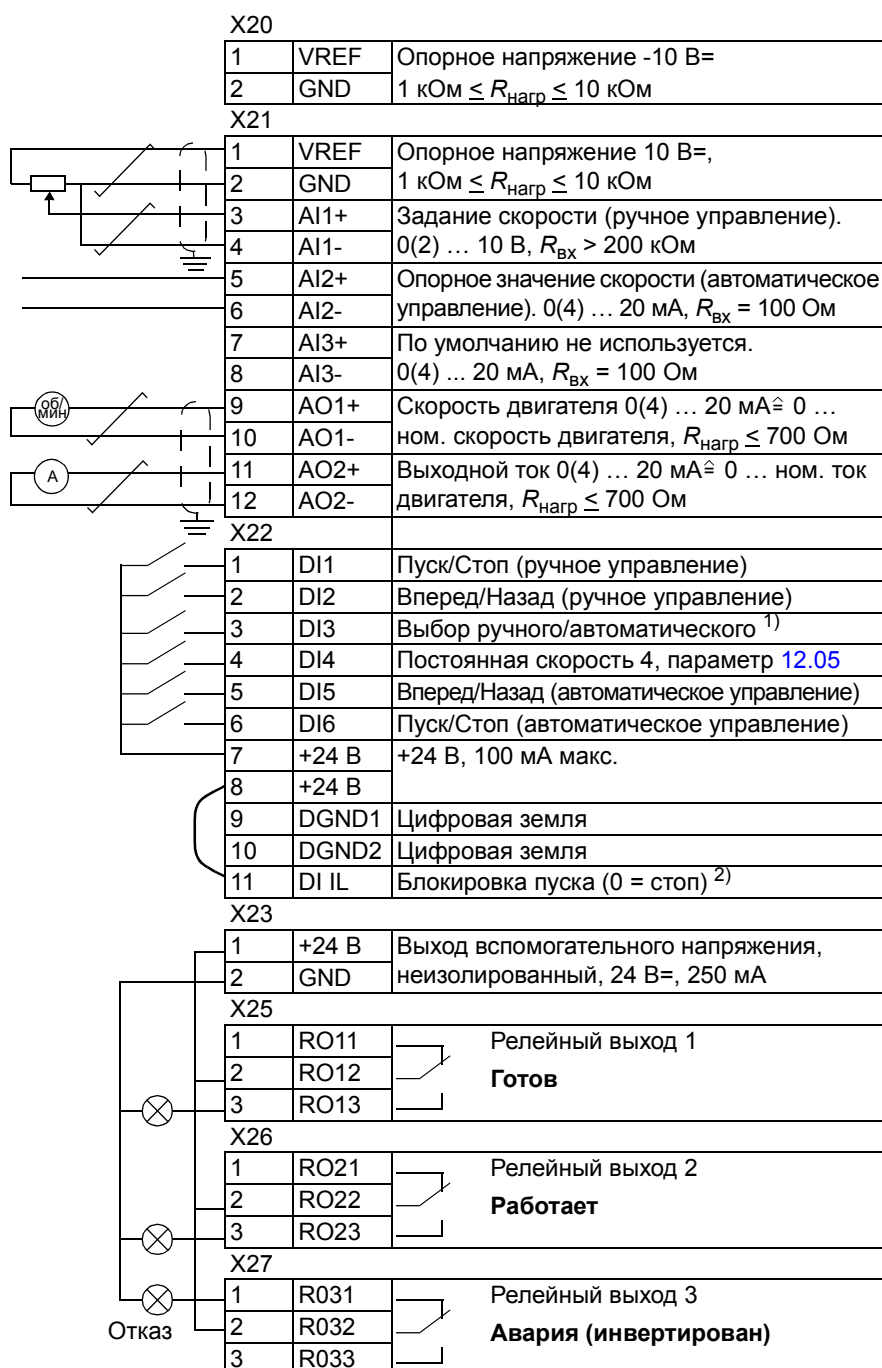 X20
1 VREF Опорное напряжение -10 В=
2 GND 1 кОм ≤ Rнагр ≤ 10 кОм
X21
1 VREF Опорное напряжение 10 В=,
2 GND 1 кОм ≤ Rнагр ≤ 10 кОм
3 AI1+ Задание скорости (ручное управление).
4 AI1- 0(2) … 10 В, Rвх > 200 кОм
5 AI2+ Опорное значение скорости (автоматическое
6 AI2- управление). 0(4) … 20 мА, Rвх = 100 Ом
7 AI3+ По умолчанию не используется.
8 AI3- 0(4) ... 20 мА, Rвх = 100 Ом
об/мин 9 AO1+ Скорость двигателя 0(4) … 20 мА ≙ 0 …
10 AO1- ном. скорость двигателя, Rнагр ≤ 700 Ом
A 11 AO2+ Выходной ток 0(4) … 20 мА ≙ 0 … ном. ток
12 AO2- двигателя, Rнагр ≤ 700 Ом
X22
1 DI1 Пуск/Стоп (ручное управление)
2 DI2 Вперед/Назад (ручное управление)
3 DI3 Выбор ручного/автоматического 1)
4 DI4 Постоянная скорость 4, параметр 12.05
5 DI5 Вперед/Назад (автоматическое управление)
6 DI6 Пуск/Стоп (автоматическое управление)
7 +24 В +24 В, 100 мА макс.
8 +24 В
9 DGND1 Цифровая земля
10 DGND2 Цифровая земля
11 DI IL Блокировка пуска (0 = стоп) 2)
X23
1 +24 В Выход вспомогательного напряжения,
2 GND неизолированный, 24 В=, 250 мА
X25
1 RO11 Релейный выход 1
2 RO12 Готов
3 RO13
X26
1 RO21 Релейный выход 2
2 RO22 Работает
3 RO23
X27
1 R031 Релейный выход 3
Отказ 2 R032 Авария (инвертирован)
3 R033